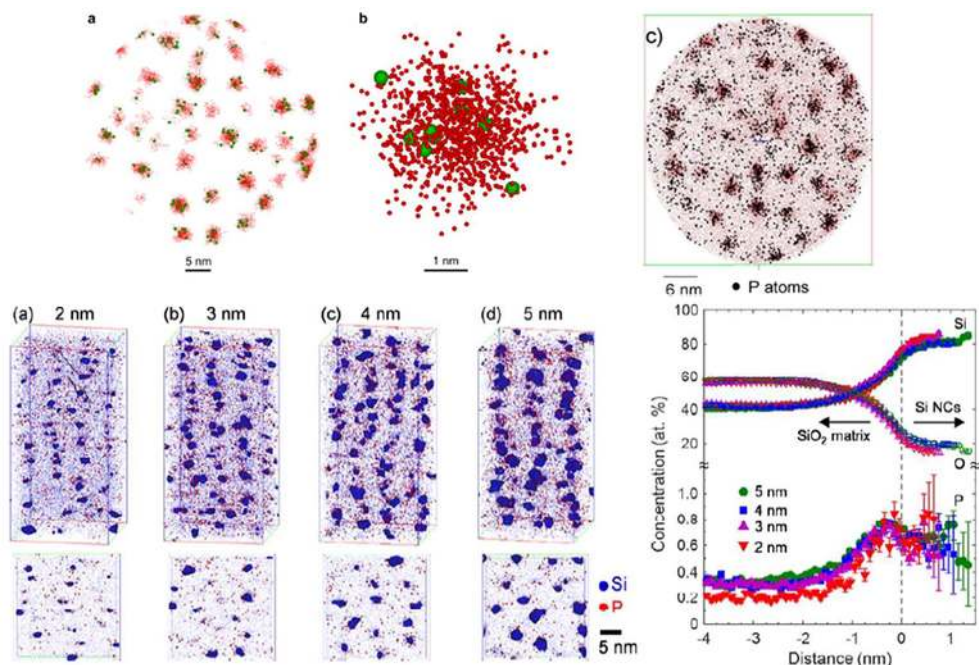 a
b
c)
5 nm
1 nm
6 nm
P atoms
(a) 2 nm
(b) 3 nm
(c) 4 nm
(d) 5 nm
Si
P
5 nm
Concentration (at. %)
100
80
60
40
20
0
1.0
0.8
0.6
0.4
0.2
0
Si
Si NCs
SiO2 matrix
O
P
5 nm
4 nm
3 nm
2 nm
-4
-3
-2
-1
0
1
Distance (nm)